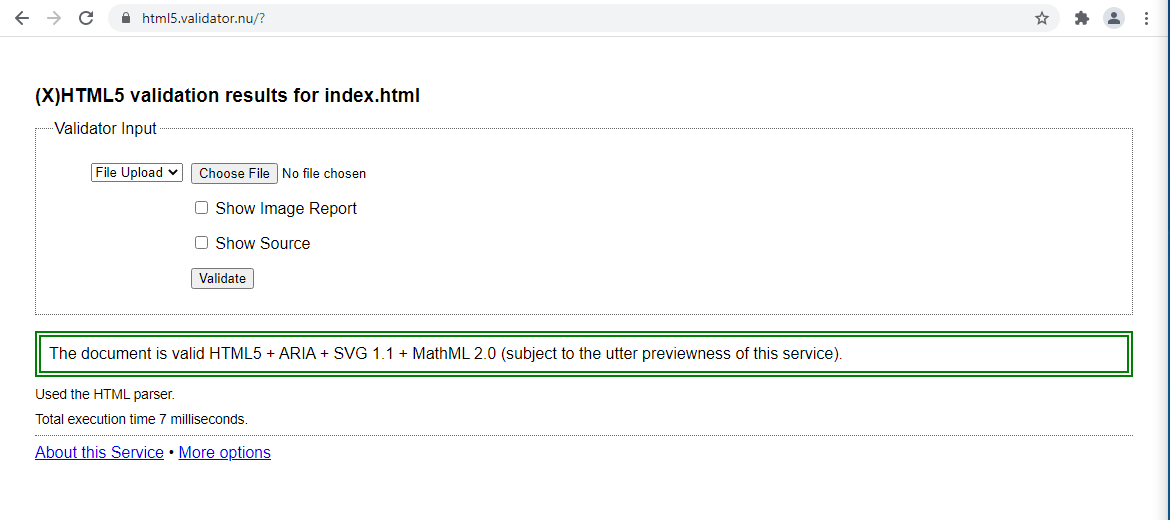 html5.validator.nu/?
(X)HTML5 validation results for index.html
Validator Input
File Upload Choose File No file chosen
Show Image Report
Show Source
Validate
The document is valid HTML5 + ARIA + SVG 1.1 + MathML 2.0 (subject to the utter previewness of this service).
Used the HTML parser.
Total execution time 7 milliseconds.
About this Service • More options